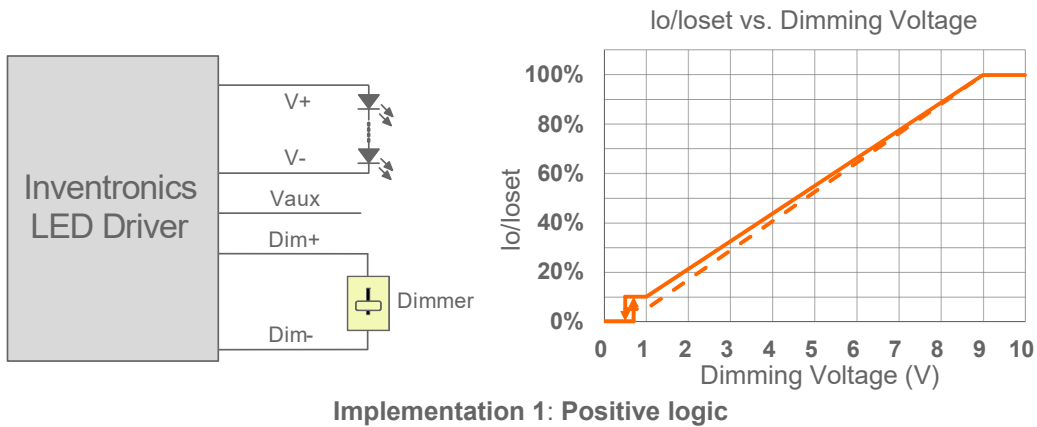 Io/Ioset vs. Dimming Voltage
V+
V-
Inventronics
LED Driver
Vaux
Dim+
Dimmer
Dim-
Io/Ioset
100%
80%
60%
40%
20%
0%
0 1 2 3 4 5 6 7 8 9 10
Dimming Voltage (V)
Implementation 1: Positive logic